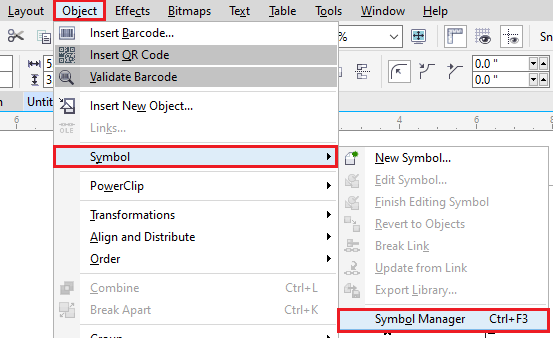 Layout Object Effects Bitmaps Text Table Tools Window Help
Insert Barcode...
Insert QR Code
Validate Barcode
Insert New Object...
Links...
Symbol
PowerClip
Transformations
Align and Distribute
Order
Combine Ctrl+L
Break Apart Ctrl+K
New Symbol...
Edit Symbol...
Finish Editing Symbol
Revert to Objects
Break Link
Update from Link
Export Library...
Symbol Manager Ctrl+F3
% Sn
0.0 "
0.0 "
5
3
6 4 6 8